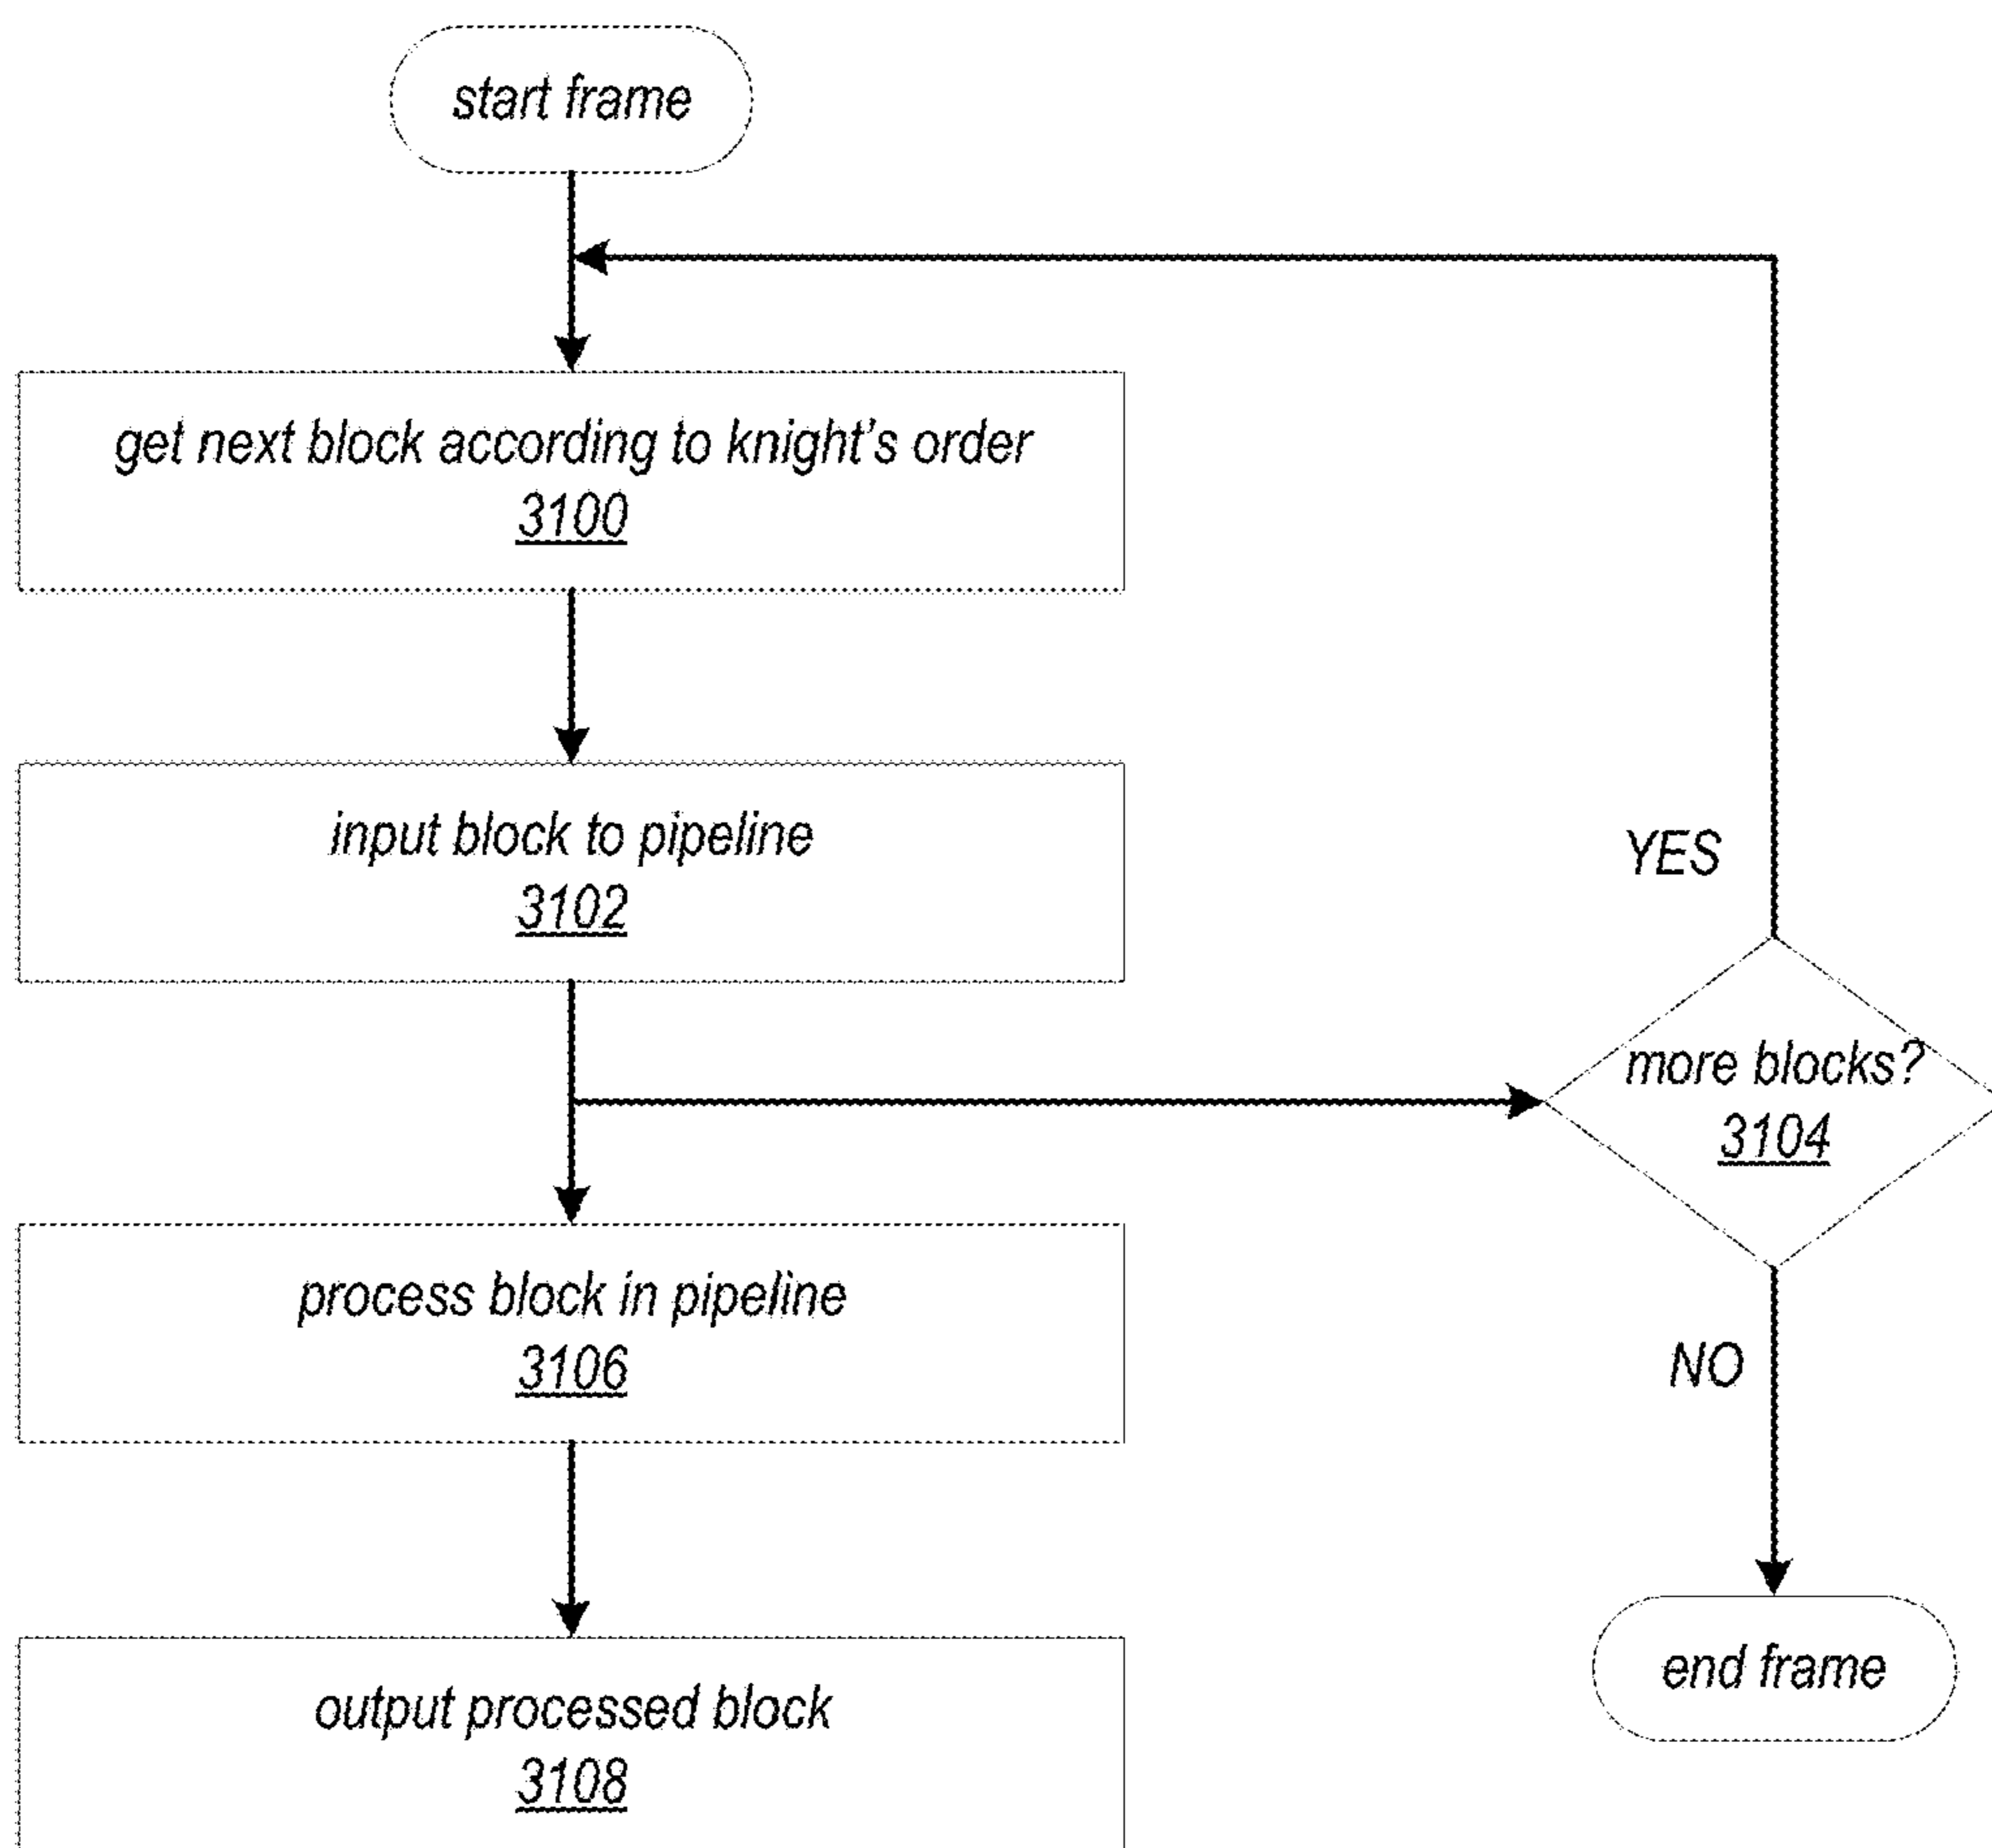 start frame
get next block according to knight's order
3100
input block to pipeline
3102
YES
more blocks?
3104
process block in pipeline
3106
NO
output processed block
3108
end frame